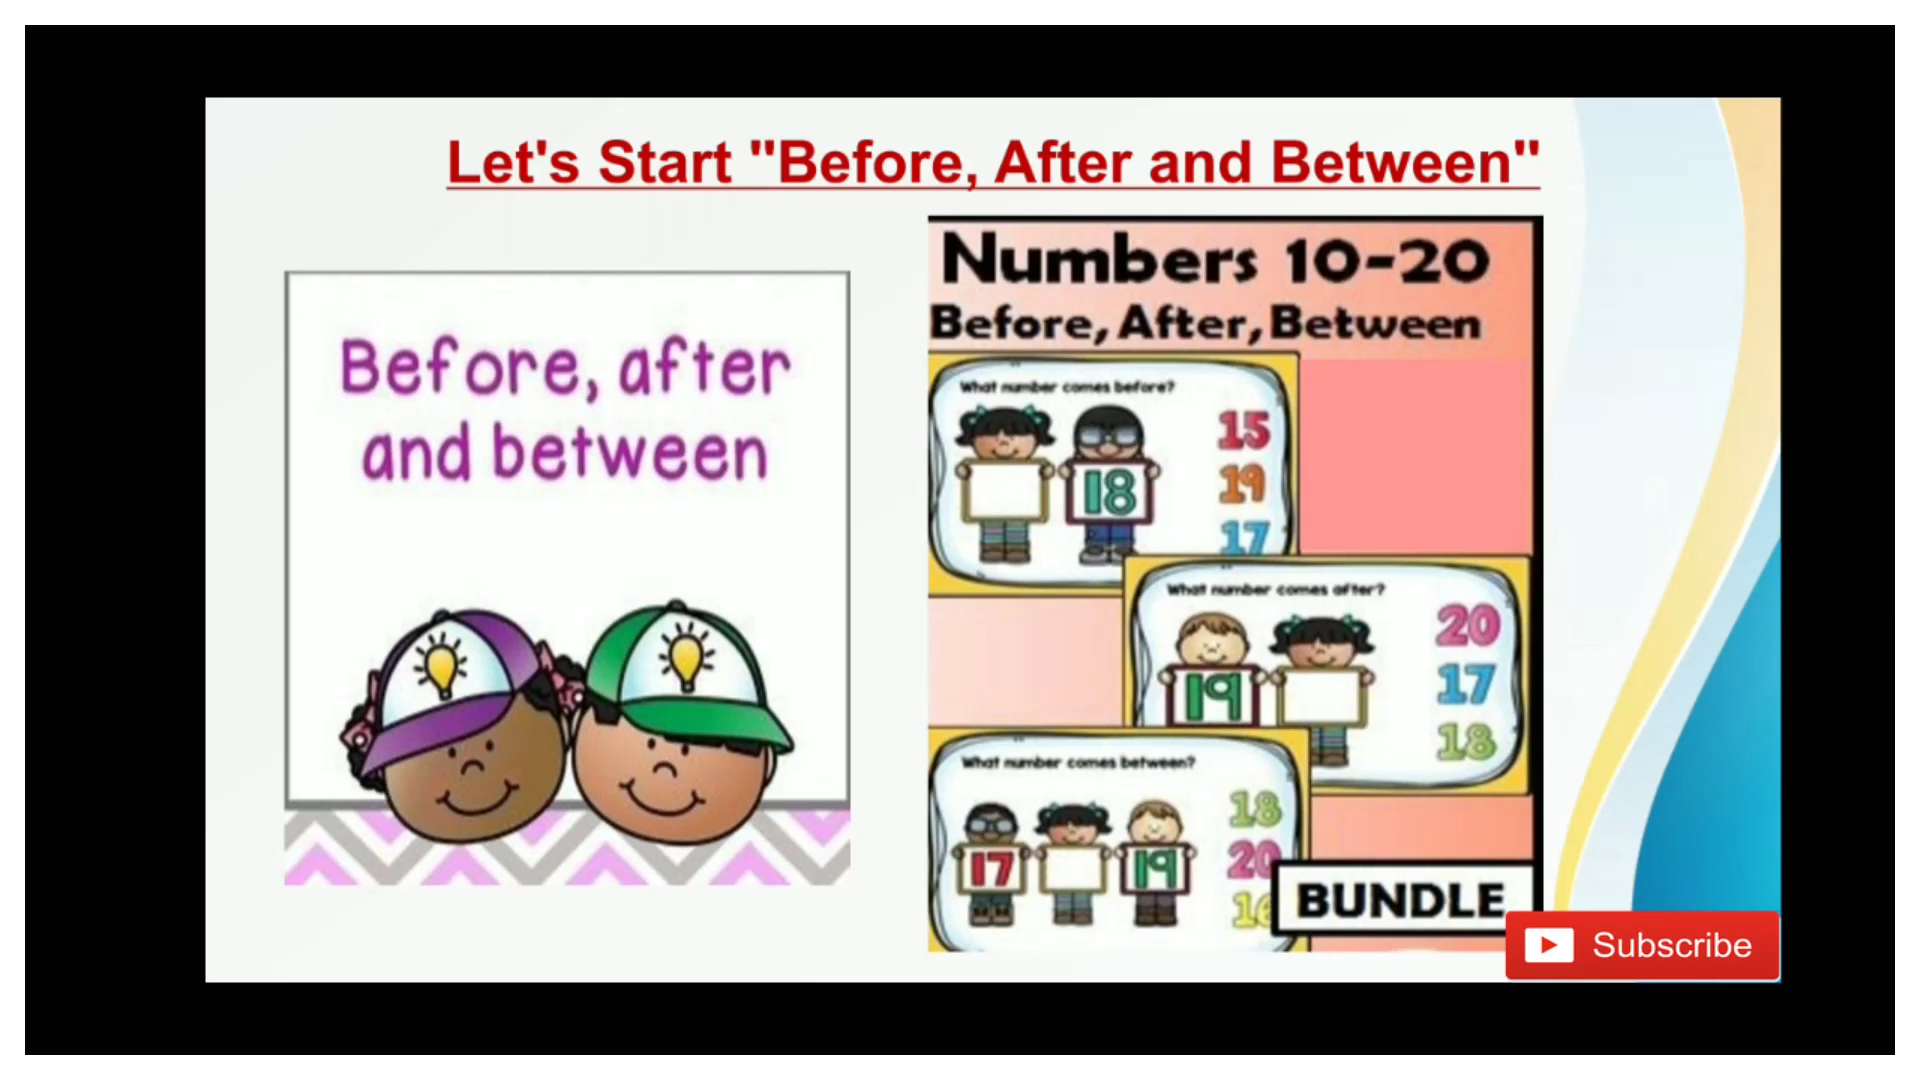 Let's Start "Before, After and Between"
Before, after
and between
Numbers 10-20
Before, After, Between
What number comes before?
18
15
19
17
What number comes after?
19
20
17
18
What number comes between?
17
19
18
20
16
BUNDLE
Subscribe